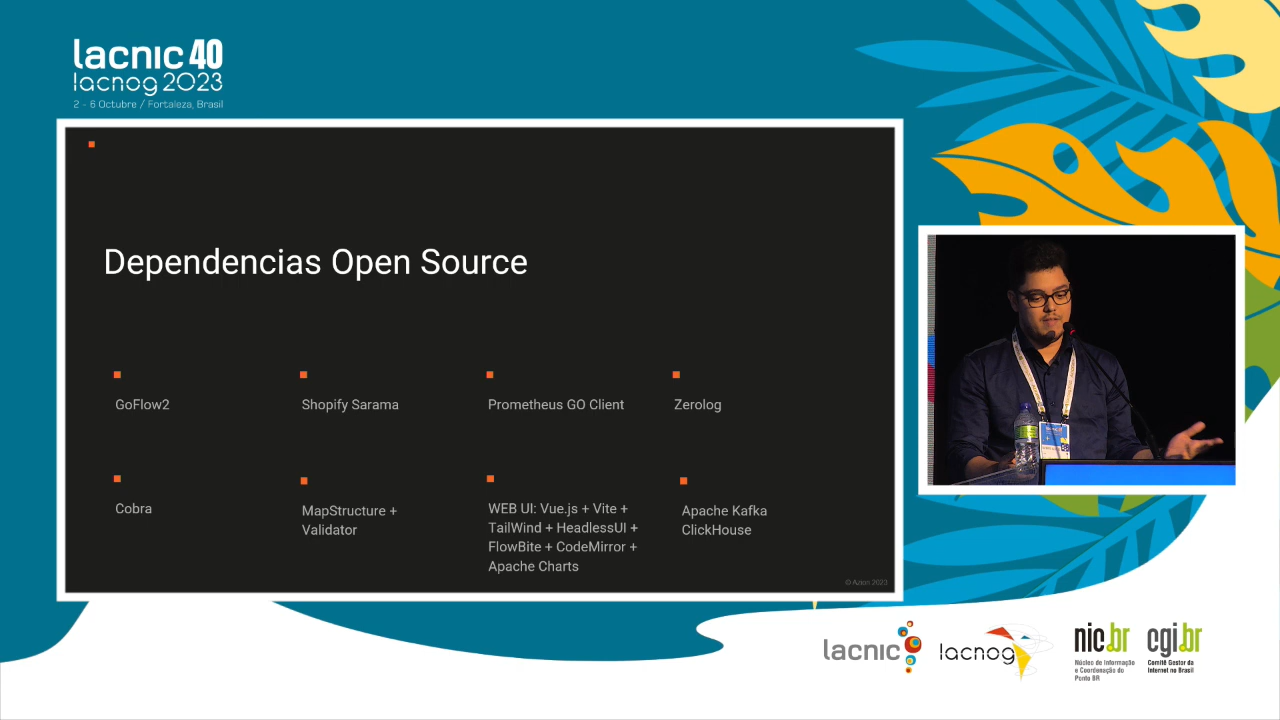 lacnic 40
lacnog 2023
2 - 6 Octubre / Fortaleza, Brasil
Dependencias Open Source
GoFlow2
Shopify Sarama
Prometheus GO Client
Zerolog
Cobra
MapStructure +
Validator
WEB UI: Vue.js + Vite +
TailWind + HeadlessUI +
FlowBite + CodeMirror +
Apache Charts
Apache Kafka
ClickHouse
© Azion 2023
lacnic
lacnog
nic.br
Núcleo de Informação
e Coordenação do
Ponto BR
cgi.br
Comitê Gestor da
Internet no Brasil